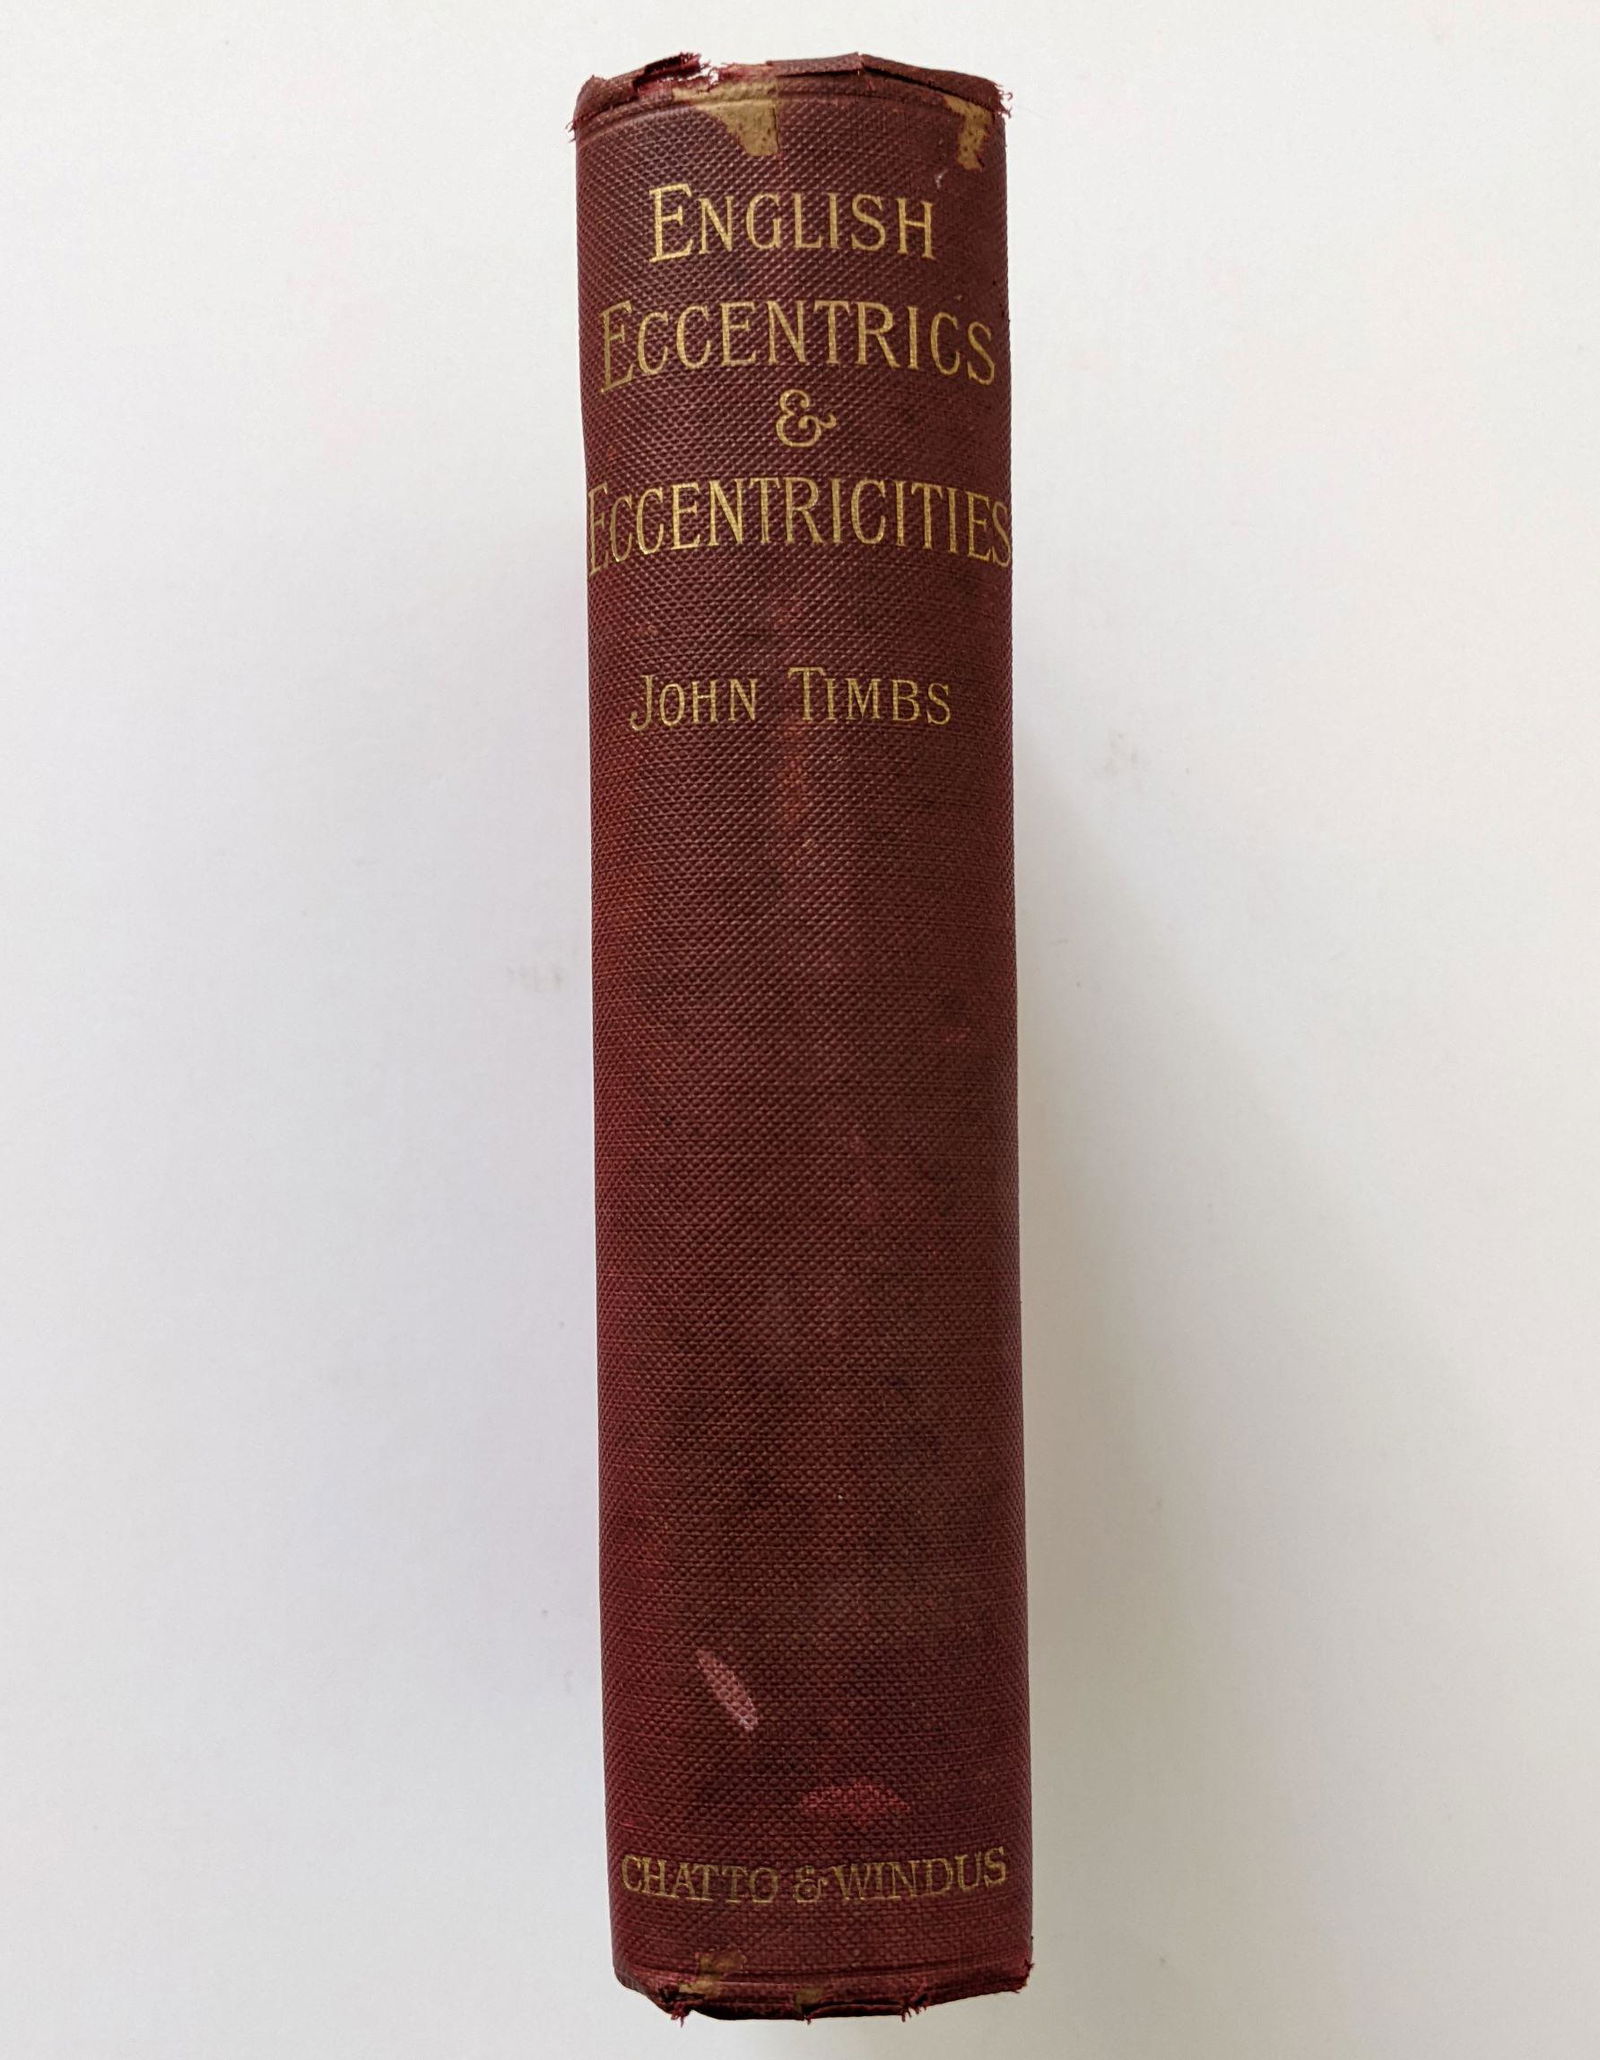 ENGLISH
ECCENTRICS
&
ECCENTRICITIES
JOHN TIMBS
CHATTO & WINDUS